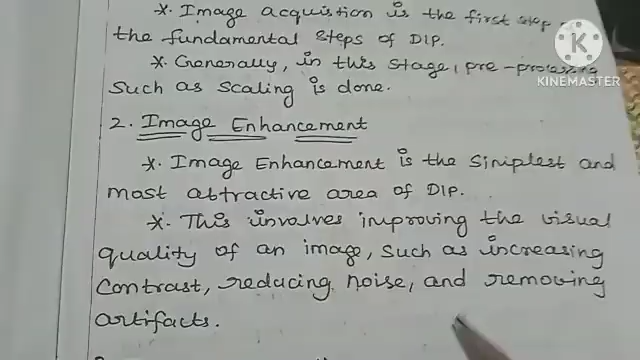 *. Image acquistion is the first step
the fundamental steps of DIP.
*. Generally, in this stage, pre-processing
such as scaling is done.
2. Image Enhancement
*. Image Enhancement is the simplest and
most attractive area of DIP.
*. This involves improving the visual
quality of an image, such as increasing
contrast, reducing noise, and removing
artifacts.
K
KINEMASTER